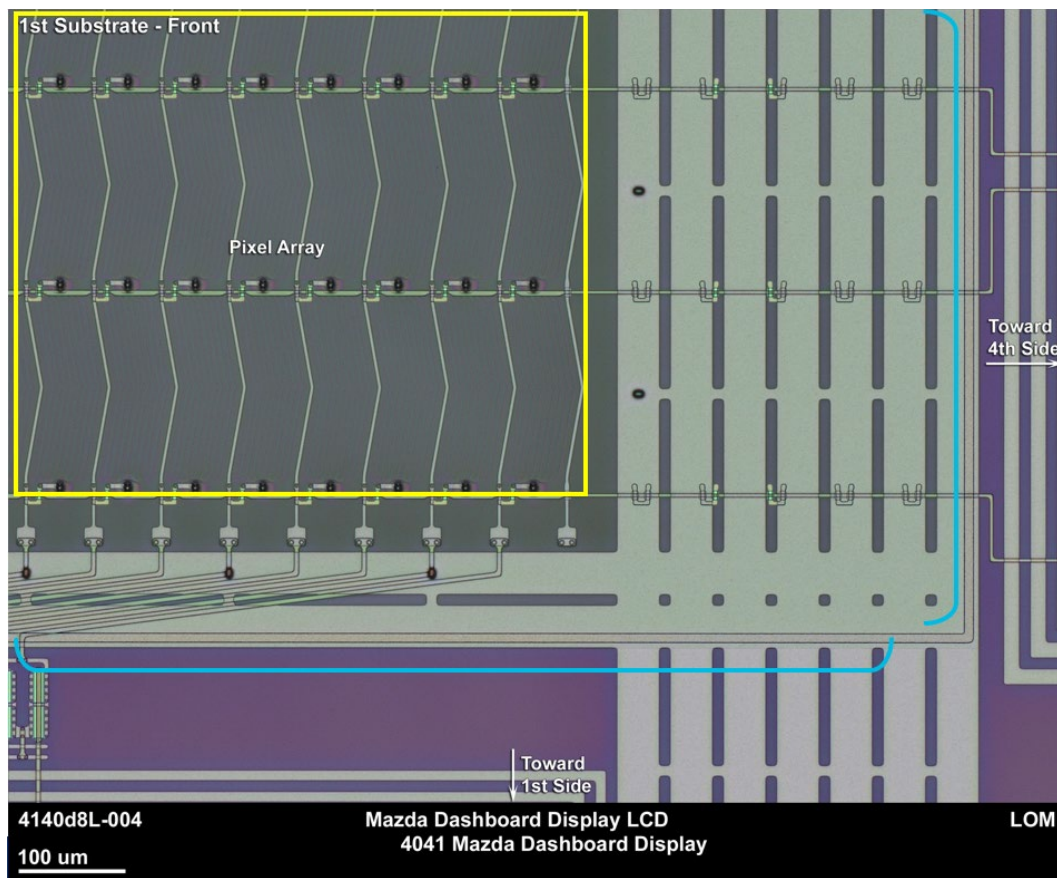 1st Substrate - Front
Pixel Array
Toward
4th Side
Toward
1st Side
4140d8L-004
Mazda Dashboard Display LCD
LOM
4041 Mazda Dashboard Display
100 um